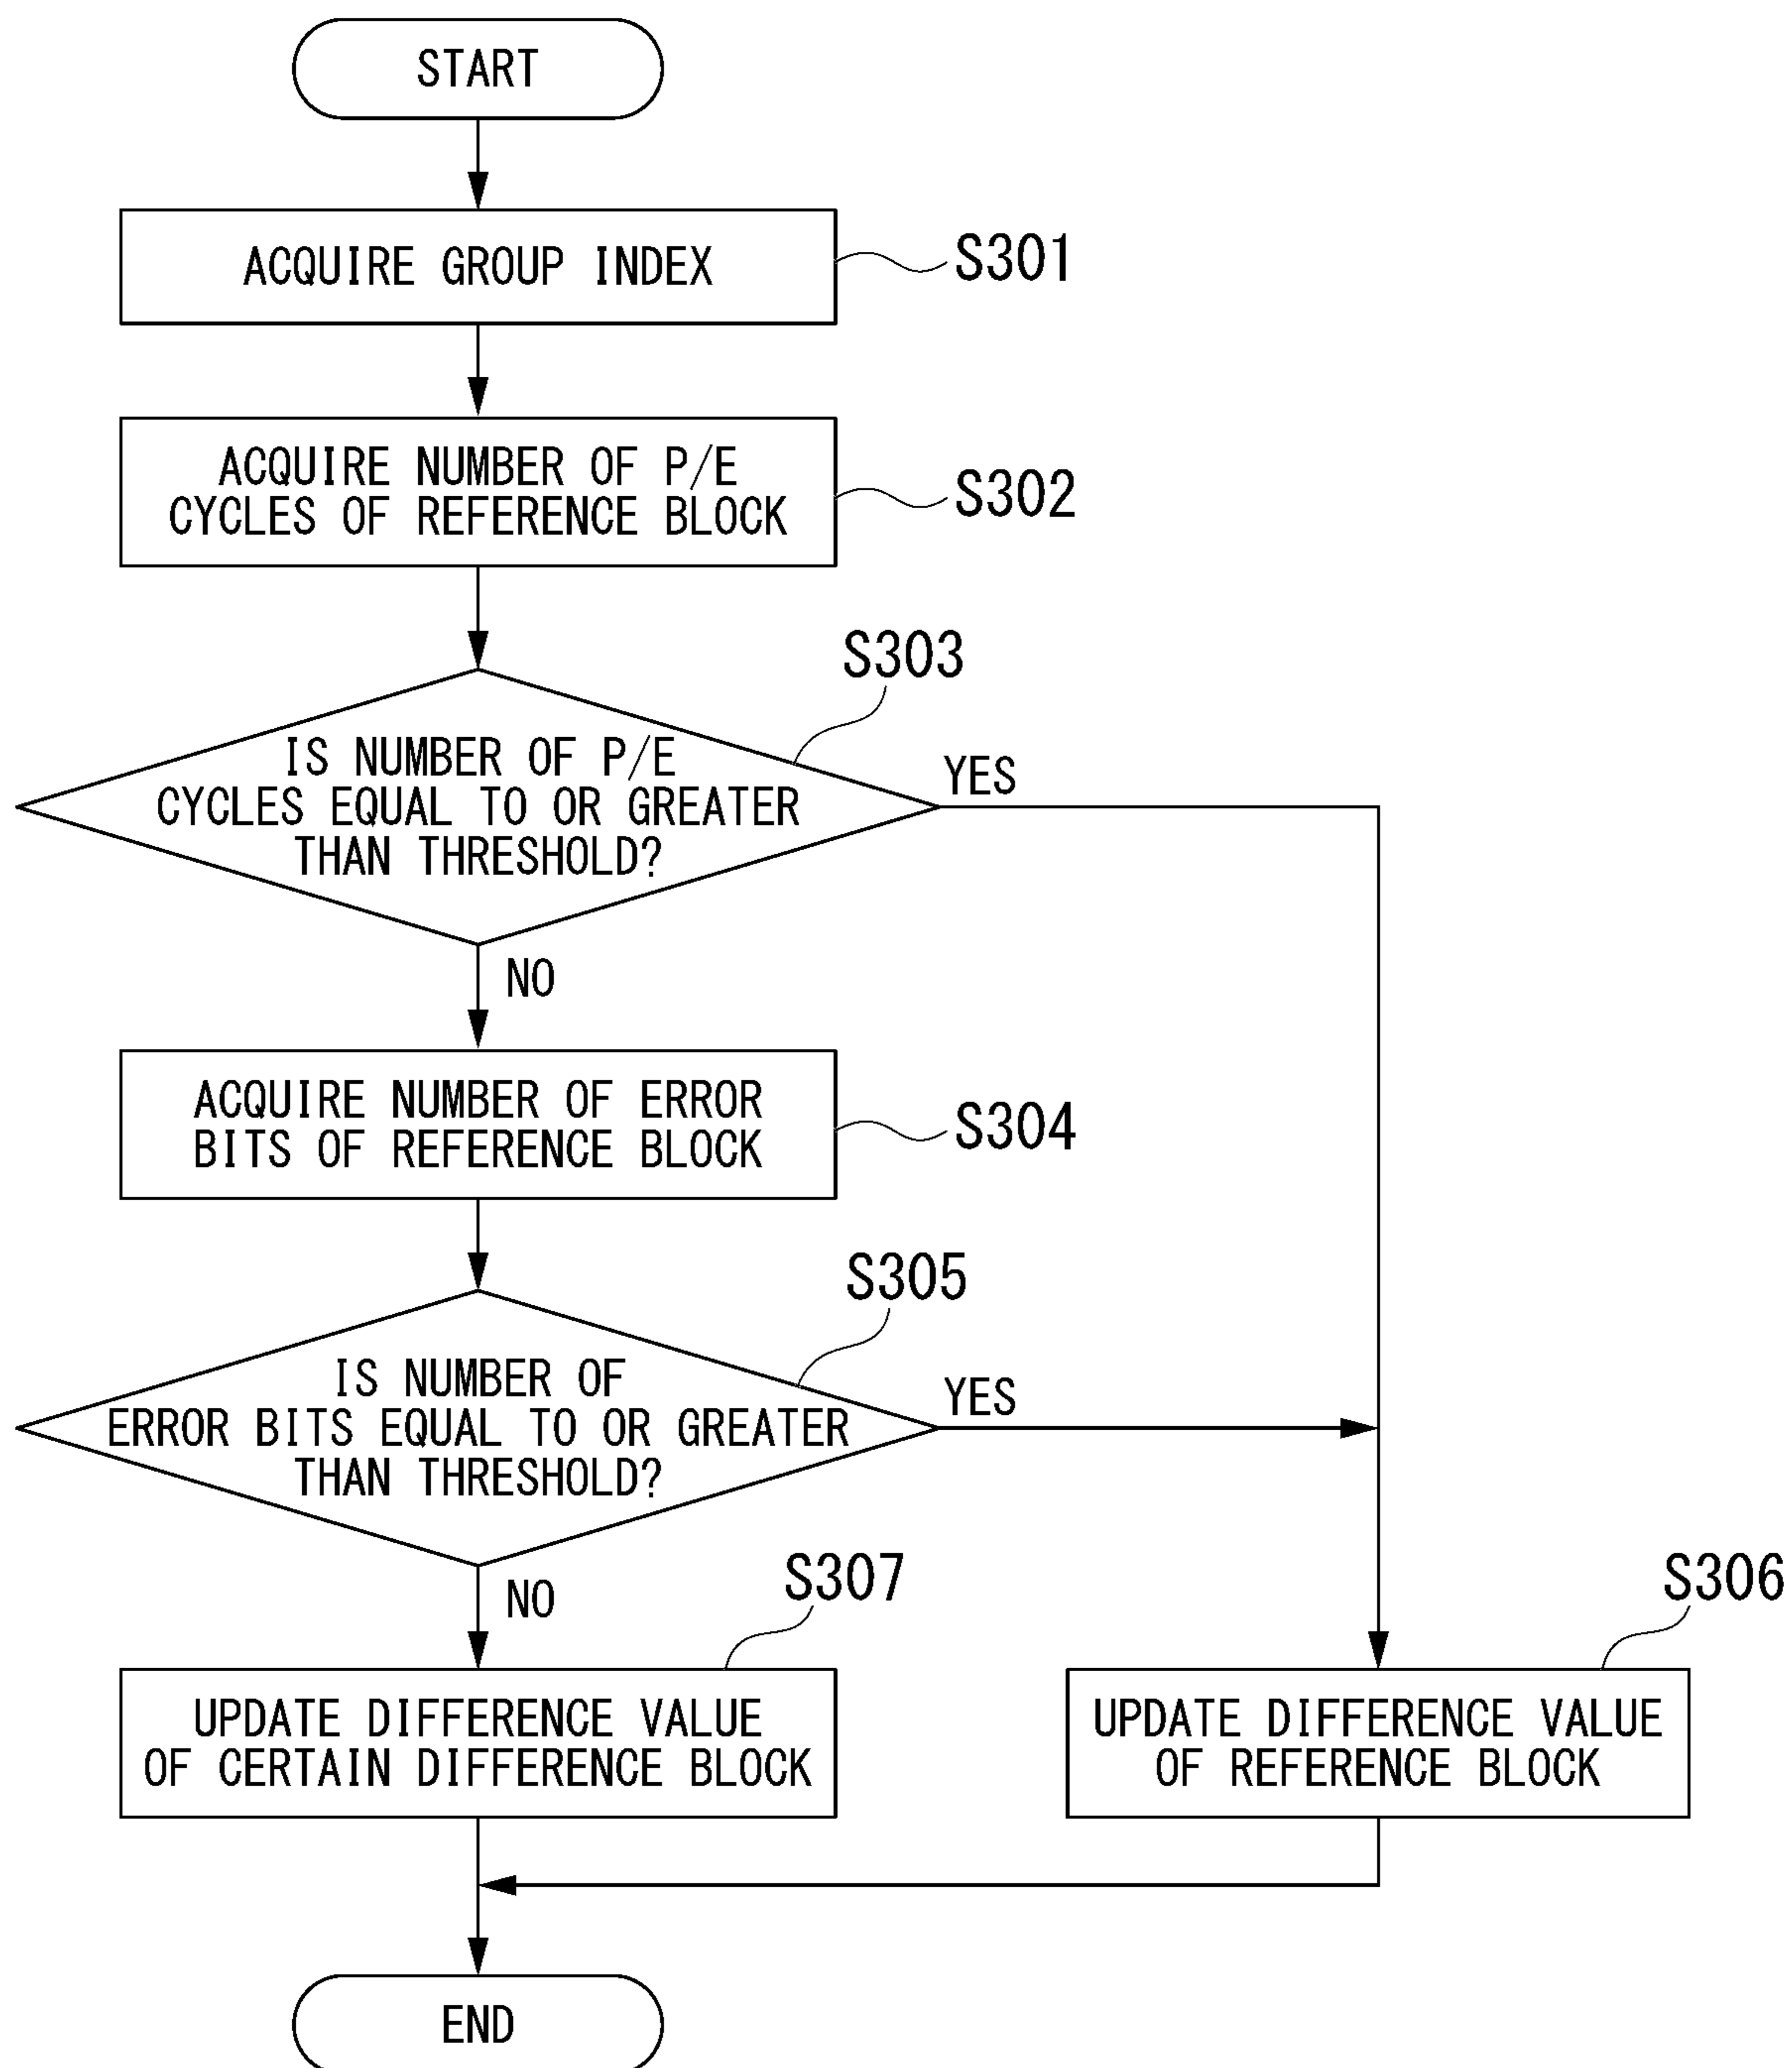 START
ACQUIRE GROUP INDEX
S301
ACQUIRE NUMBER OF P/E
CYCLES OF REFERENCE BLOCK
S302
S303
IS NUMBER OF P/E
CYCLES EQUAL TO OR GREATER
THAN THRESHOLD?
YES
NO
ACQUIRE NUMBER OF ERROR
BITS OF REFERENCE BLOCK
S304
S305
IS NUMBER OF
ERROR BITS EQUAL TO OR GREATER
THAN THRESHOLD?
YES
NO
S307
S306
UPDATE DIFFERENCE VALUE
OF CERTAIN DIFFERENCE BLOCK
UPDATE DIFFERENCE VALUE
OF REFERENCE BLOCK
END